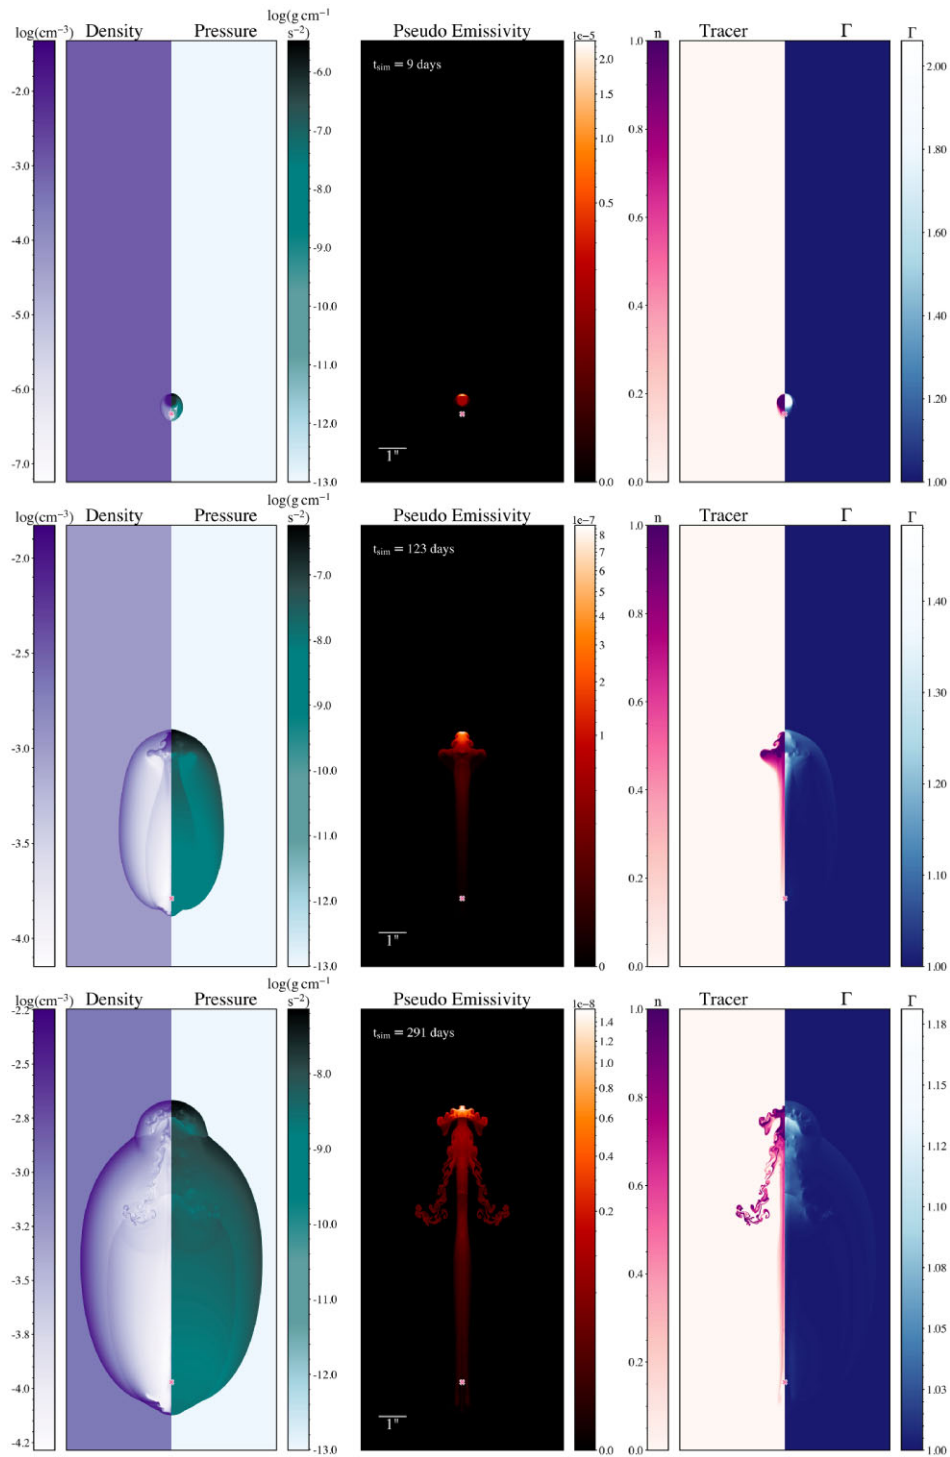 log(g cm⁻¹ s⁻²)
log(cm⁻³) Density Pressure Pseudo Emissivity 1e−5 n Tracer Γ Γ
t_sim = 9 days
1"
-2.0 -3.0 -4.0 -5.0 -6.0 -7.0
-6.0 -7.0 -8.0 -9.0 -10.0 -11.0 -12.0 -13.0
2.0 1.5 1.0 0.5 0.0
1.0 0.8 0.6 0.4 0.2 0.0
2.00 1.80 1.60 1.40 1.20 1.00
log(g cm⁻¹ s⁻²)
log(cm⁻³) Density Pressure Pseudo Emissivity 1e−7 n Tracer Γ Γ
t_sim = 123 days
1"
-2.0 -2.5 -3.0 -3.5 -4.0
-7.0 -8.0 -9.0 -10.0 -11.0 -12.0 -13.0
8 7 6 5 4 3 2 1 0
1.0 0.8 0.6 0.4 0.2 0.0
1.40 1.30 1.20 1.10 1.00
log(g cm⁻¹ s⁻²)
log(cm⁻³) Density Pressure Pseudo Emissivity 1e−8 n Tracer Γ Γ
t_sim = 291 days
1"
-2.2 -2.5 -2.8 -3.0 -3.2 -3.5 -3.8 -4.0 -4.2
-8.0 -9.0 -10.0 -11.0 -12.0 -13.0
1.4 1.2 1.0 0.8 0.6 0.4 0.2 0.0
1.0 0.8 0.6 0.4 0.2 0.0
1.18 1.15 1.12 1.10 1.08 1.05 1.03 1.00